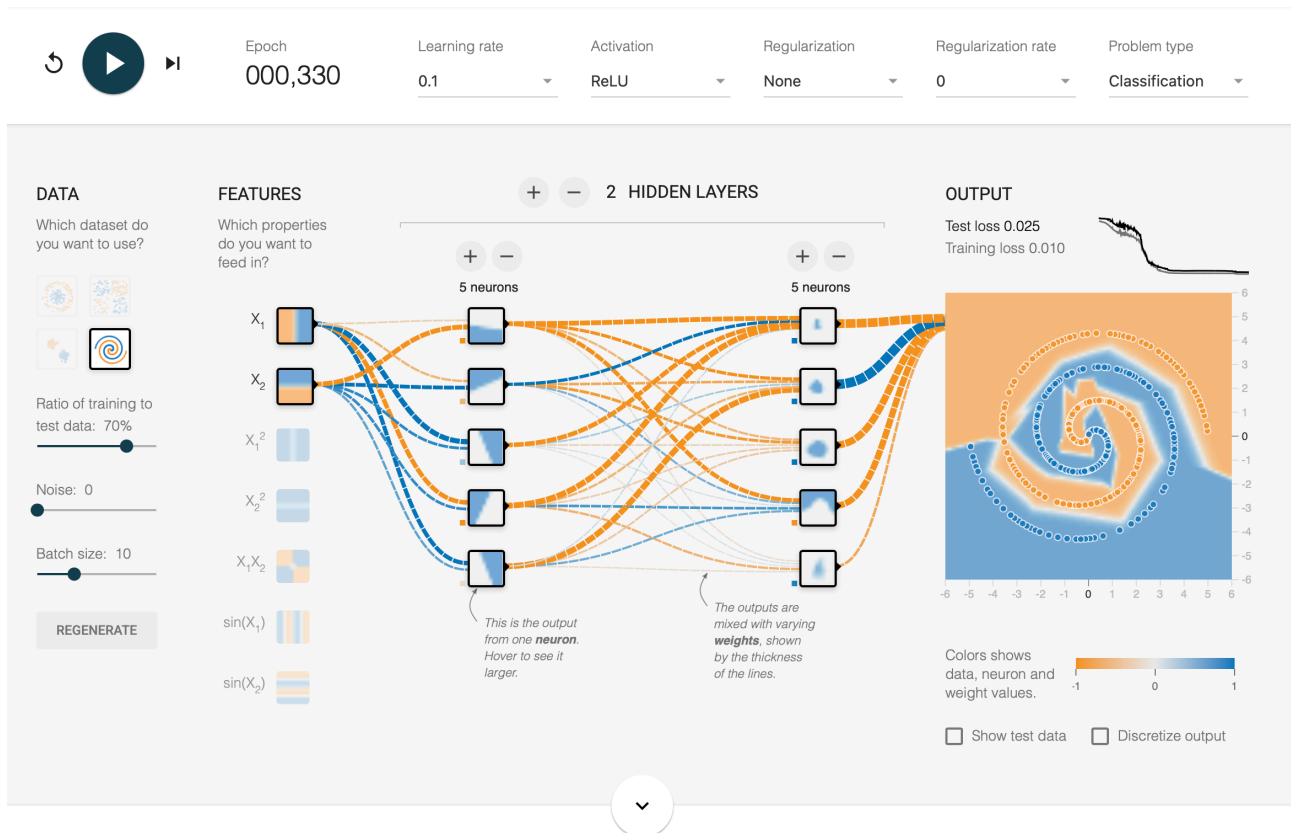 Epoch
000,330
Learning rate
0.1
Activation
ReLU
Regularization
None
Regularization rate
0
Problem type
Classification
DATA
Which dataset do
you want to use?
Ratio of training to
test data: 70%
Noise: 0
Batch size: 10
REGENERATE
FEATURES
Which properties
do you want to
feed in?
X1
X2
X1²
X2²
X1X2
sin(X1)
sin(X2)
+ − 2 HIDDEN LAYERS
+ −
5 neurons
+ −
5 neurons
This is the output
from one neuron.
Hover to see it
larger.
The outputs are
mixed with varying
weights, shown
by the thickness
of the lines.
OUTPUT
Test loss 0.025
Training loss 0.010
6
5
4
3
2
1
0
-1
-2
-3
-4
-5
-6
-6 -5 -4 -3 -2 -1 0 1 2 3 4 5 6
Colors shows
data, neuron and
weight values.
-1 0 1
Show test data
Discretize output